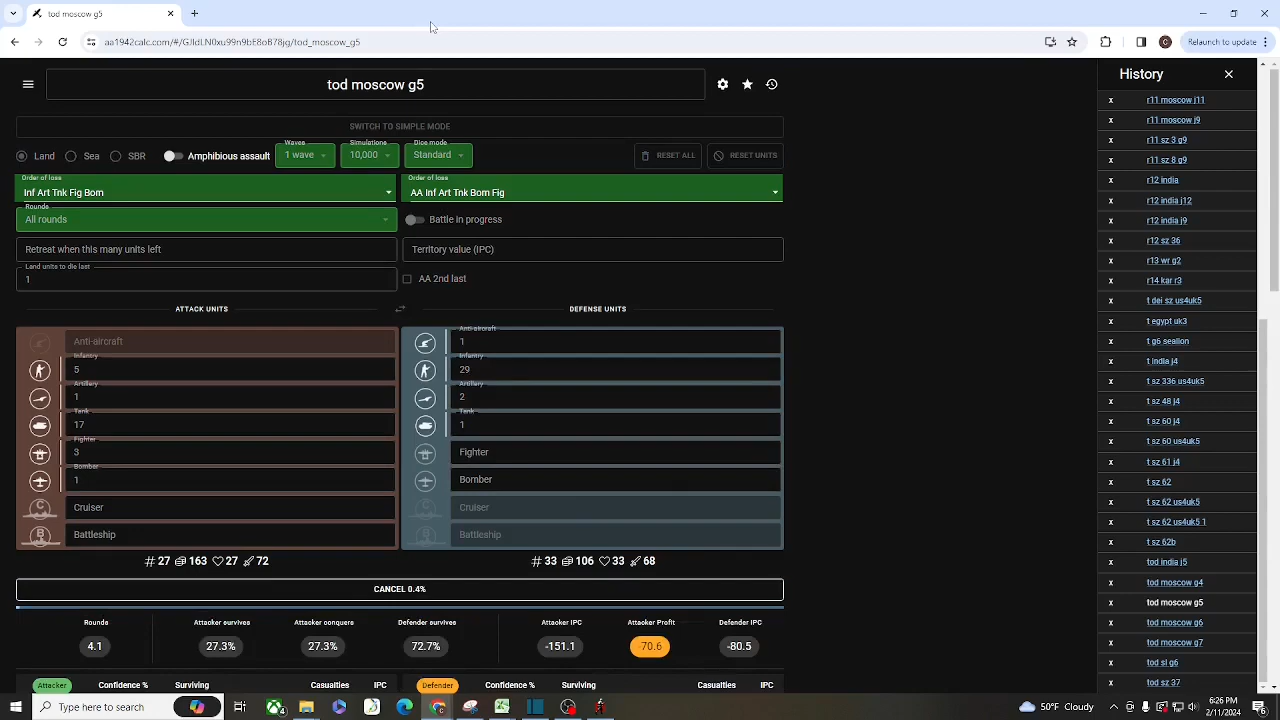 tod moscow g5
aa1942calc.com/#/GJldLN0xu99n9bE8oB78jg/tod_moscow_g5
Relaunch to update
tod moscow g5
History
SWITCH TO SIMPLE MODE
Land Sea SBR Amphibious assault
Waves
1 wave
Simulations
10,000
Dice mode
Standard
RESET ALL
RESET UNITS
Order of loss
Inf Art Tnk Fig Bom
Order of loss
AA Inf Art Tnk Bom Fig
Rounds
All rounds
Battle in progress
Retreat when this many units left
Territory value (IPC)
Land units to die last
1
AA 2nd last
ATTACK UNITS
DEFENSE UNITS
Anti-aircraft
Infantry
5
Artillery
1
Tank
17
Fighter
3
Bomber
1
Cruiser
Battleship
Anti-aircraft
1
Infantry
29
Artillery
2
Tank
1
Fighter
Bomber
Cruiser
Battleship
27 163 27 72
33 106 33 68
CANCEL 0.4%
Rounds
4.1
Attacker survives
27.3%
Attacker conquers
27.3%
Defender survives
72.7%
Attacker IPC
-151.1
Attacker Profit
-70.6
Defender IPC
-80.5
Attacker Confidence % Surviving Casualties IPC
Defender Confidence % Surviving Casualties IPC
x r11 moscow j11
x r11 moscow j9
x r11 sz 3 g9
x r11 sz 8 g9
x r12 india
x r12 india j12
x r12 india j9
x r12 sz 36
x r13 wr g2
x r14 kar r3
x t dei sz us4uk5
x t egypt uk3
x t g6 sealion
x t india j4
x t sz 336 us4uk5
x t sz 48 j4
x t sz 60 j4
x t sz 60 us4uk5
x t sz 61 j4
x t sz 62
x t sz 62 us4uk5
x t sz 62 us4uk5 1
x t sz 62b
x tod india j5
x tod moscow g4
x tod moscow g5
x tod moscow g6
x tod moscow g7
x tod sl g6
x tod sz 37
Type here to search
50°F Cloudy
6:26 PM
2/11/2024